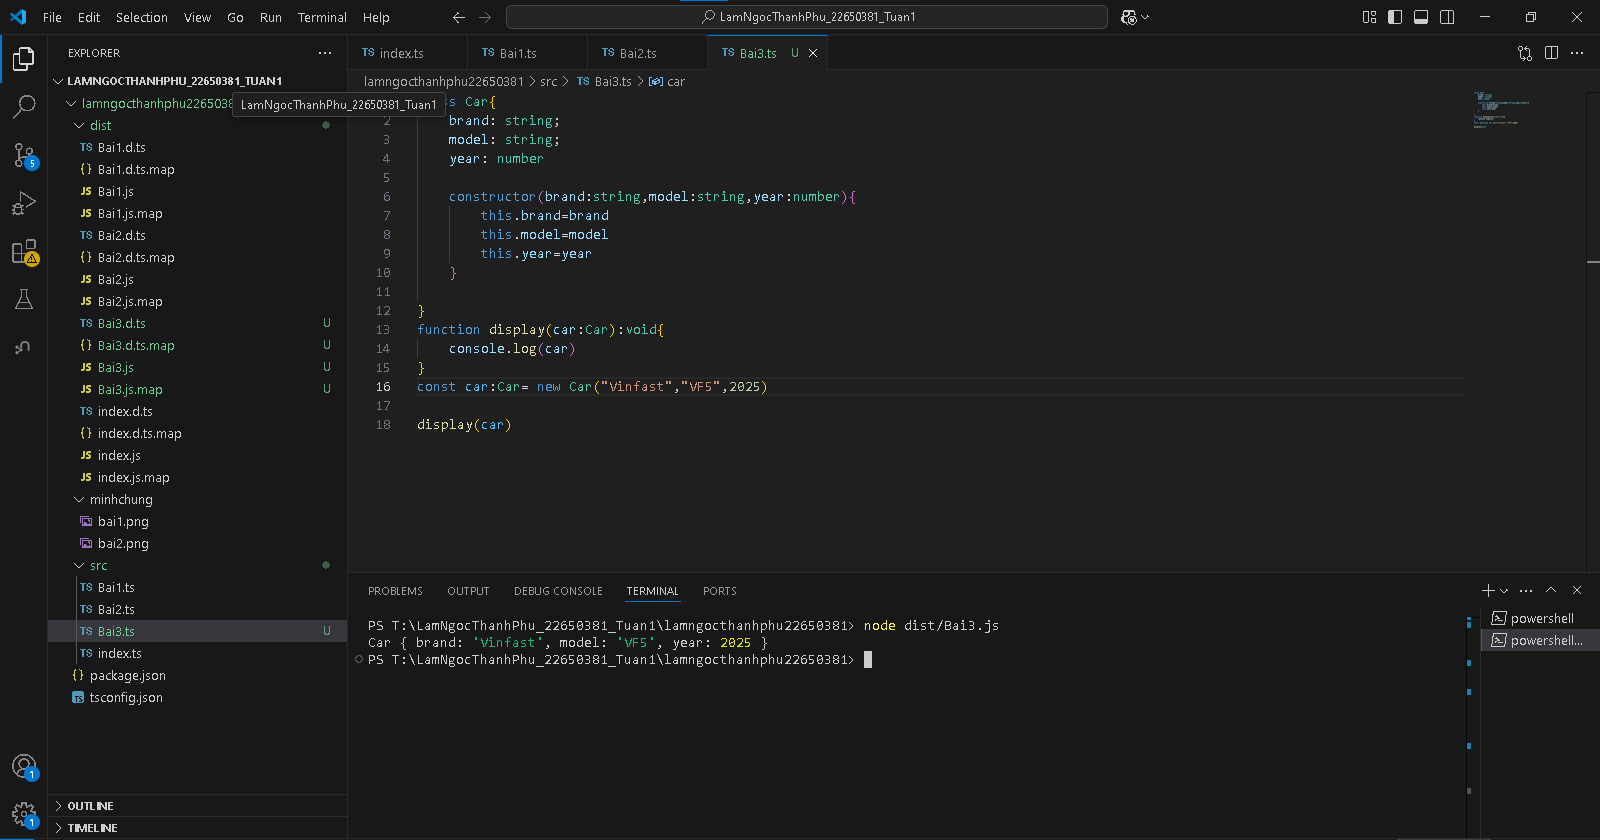 File Edit Selection View Go Run Terminal Help
LamNgocThanhPhu_22650381_Tuan1
EXPLORER
LAMNGOCTHANHPHU_22650381_TUAN1
LamNgocThanhPhu_22650381_Tuan1
dist
TS Bai1.d.ts
{} Bai1.d.ts.map
JS Bai1.js
JS Bai1.js.map
TS Bai2.d.ts
{} Bai2.d.ts.map
JS Bai2.js
JS Bai2.js.map
TS Bai3.d.ts U
{} Bai3.d.ts.map U
JS Bai3.js U
JS Bai3.js.map U
TS index.d.ts
{} index.d.ts.map
JS index.js
JS index.js.map
minhchung
bai1.png
bai2.png
src
TS Bai1.ts
TS Bai2.ts
TS Bai3.ts U
TS index.ts
{} package.json
TS tsconfig.json
OUTLINE
TIMELINE
5
1
1
TS index.ts TS Bai1.ts TS Bai2.ts TS Bai3.ts U
lamngocthanhphu22650381 > src > TS Bai3.ts > car
Car{
2 brand: string;
3 model: string;
4 year: number
5
6 constructor(brand:string,model:string,year:number){
7 this.brand=brand
8 this.model=model
9 this.year=year
10 }
11
12 }
13 function display(car:Car):void{
14 console.log(car)
15 }
16 const car:Car= new Car("Vinfast","VF5",2025)
17
18 display(car)
PROBLEMS OUTPUT DEBUG CONSOLE TERMINAL PORTS
PS T:\LamNgocThanhPhu_22650381_Tuan1\lamngocthanhphu22650381> node dist/Bai3.js
Car { brand: 'Vinfast', model: 'VF5', year: 2025 }
PS T:\LamNgocThanhPhu_22650381_Tuan1\lamngocthanhphu22650381>
powershell
powershell...